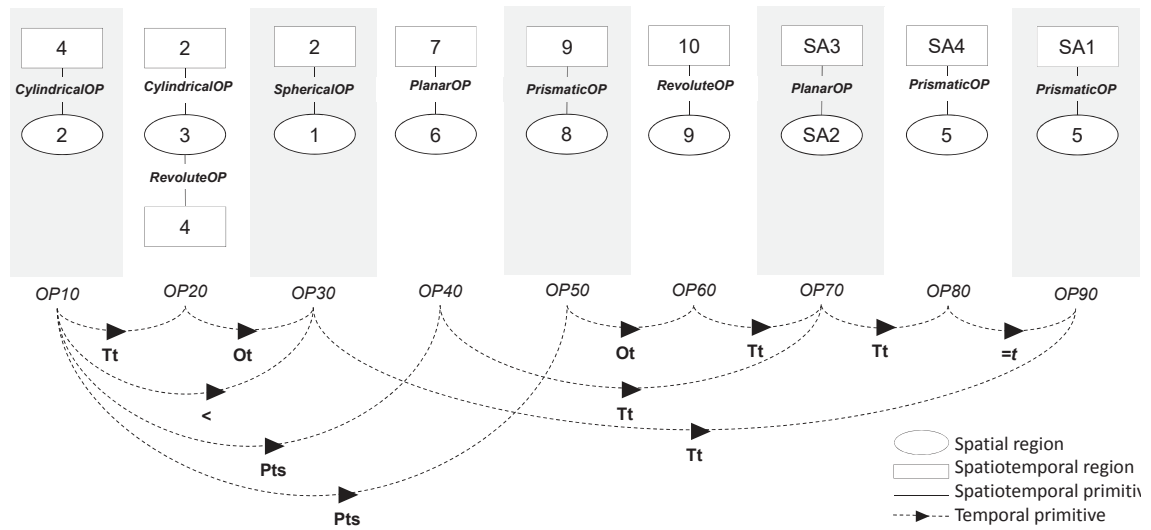 4 2 2 7 9 10 SA3 SA4 SA1
CylindricalOP CylindricalOP SphericalOP PlanarOP PrismaticOP RevoluteOP PlanarOP PrismaticOP PrismaticOP
2 3 1 6 8 9 SA2 5 5
RevoluteOP
4
OP10 OP20 OP30 OP40 OP50 OP60 OP70 OP80 OP90
Tt Ot Ot Tt Tt =t
< Tt
Pts Tt
Pts
Spatial region
Spatiotemporal region
Spatiotemporal primitiv
Temporal primitive